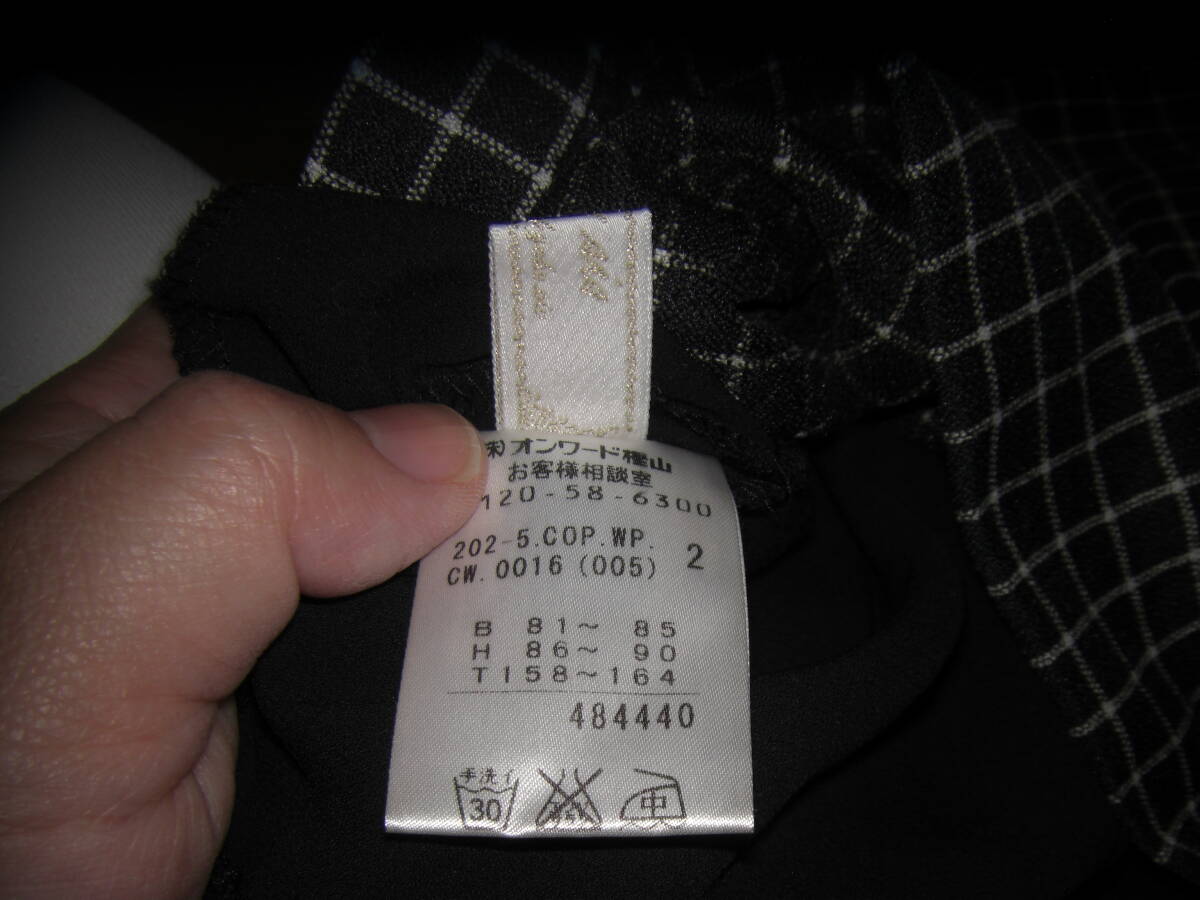 株)オンワード樫山
お客様相談室
120-58-6300
202-5.COP.WP.
CW.0016(005) 2
B 81～ 85
H 86～ 90
T158～164
484440
手洗イ
30
中